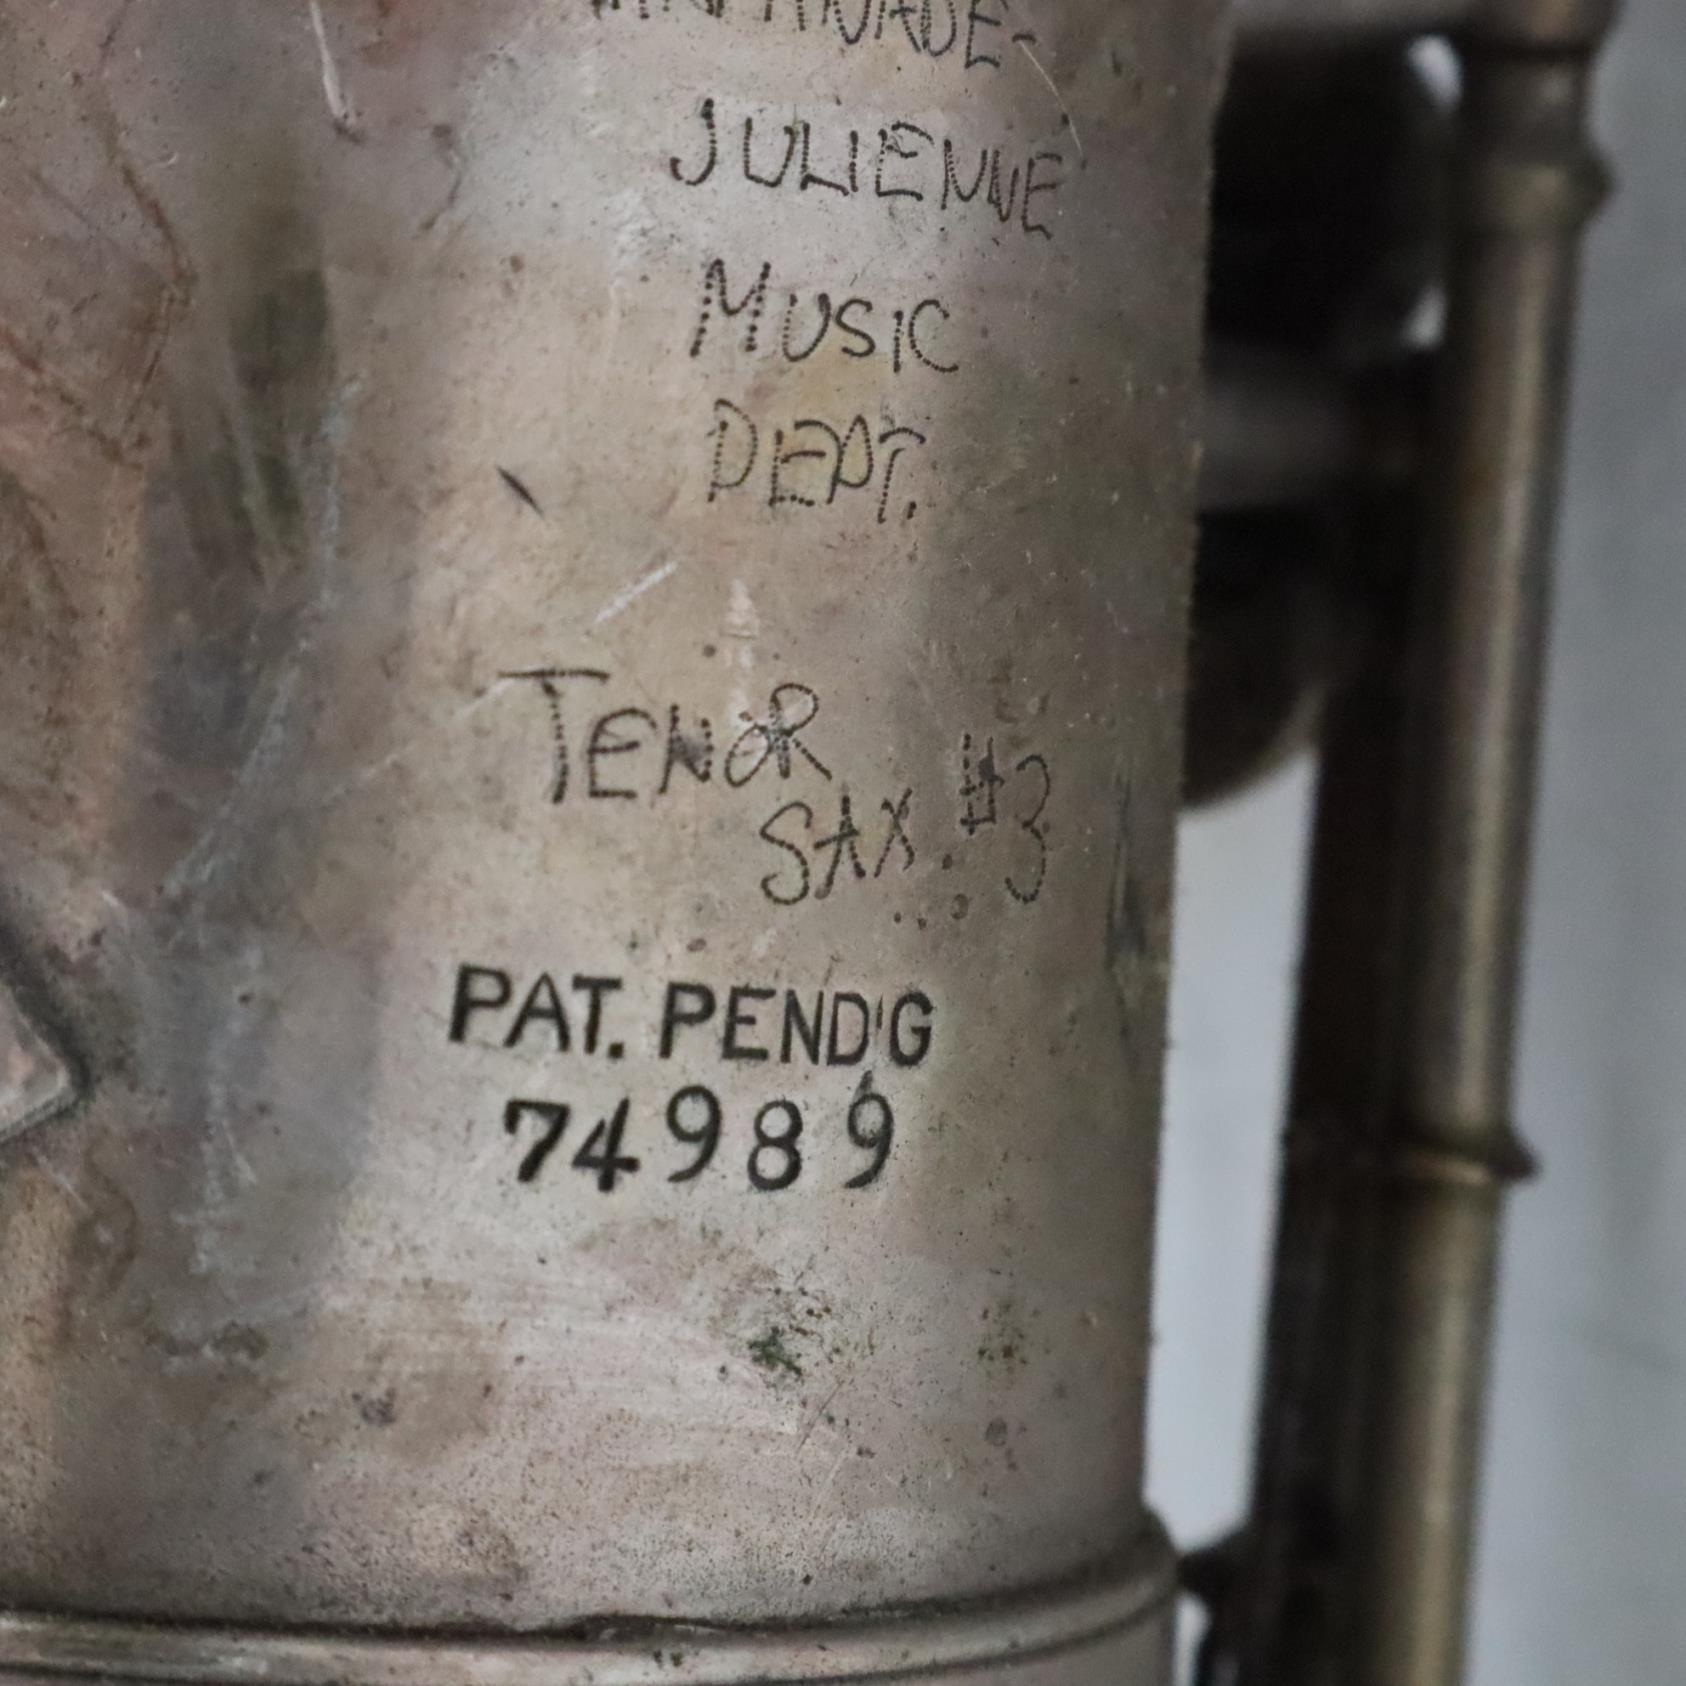 JULIENNE
MUSIC
DEPT.
TENOR
SAX. #3
PAT. PEND'G
74989